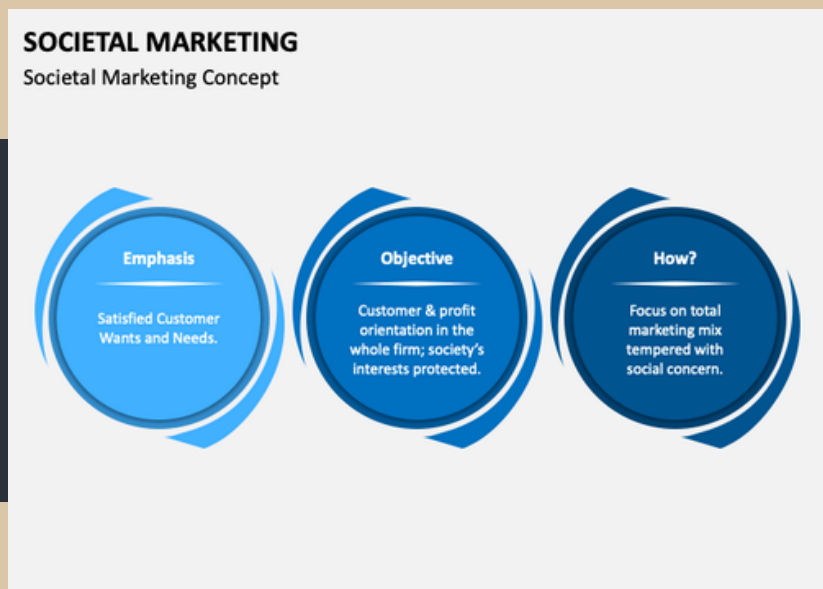 SOCIETAL MARKETING
Societal Marketing Concept
Emphasis
Satisfied Customer
Wants and Needs.
Objective
Customer & profit
orientation in the
whole firm; society's
interests protected.
How?
Focus on total
marketing mix
tempered with
social concern.